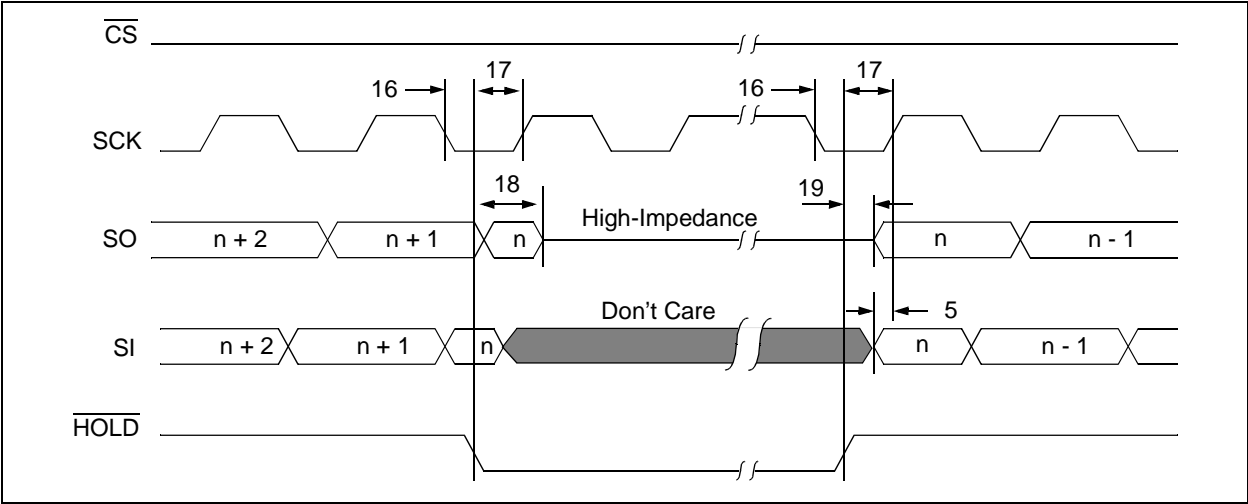 CS
16 17 16 17
SCK
18 19
High-Impedance
SO n + 2 n + 1 n n n - 1
Don't Care 5
SI n + 2 n + 1 n n n - 1
HOLD